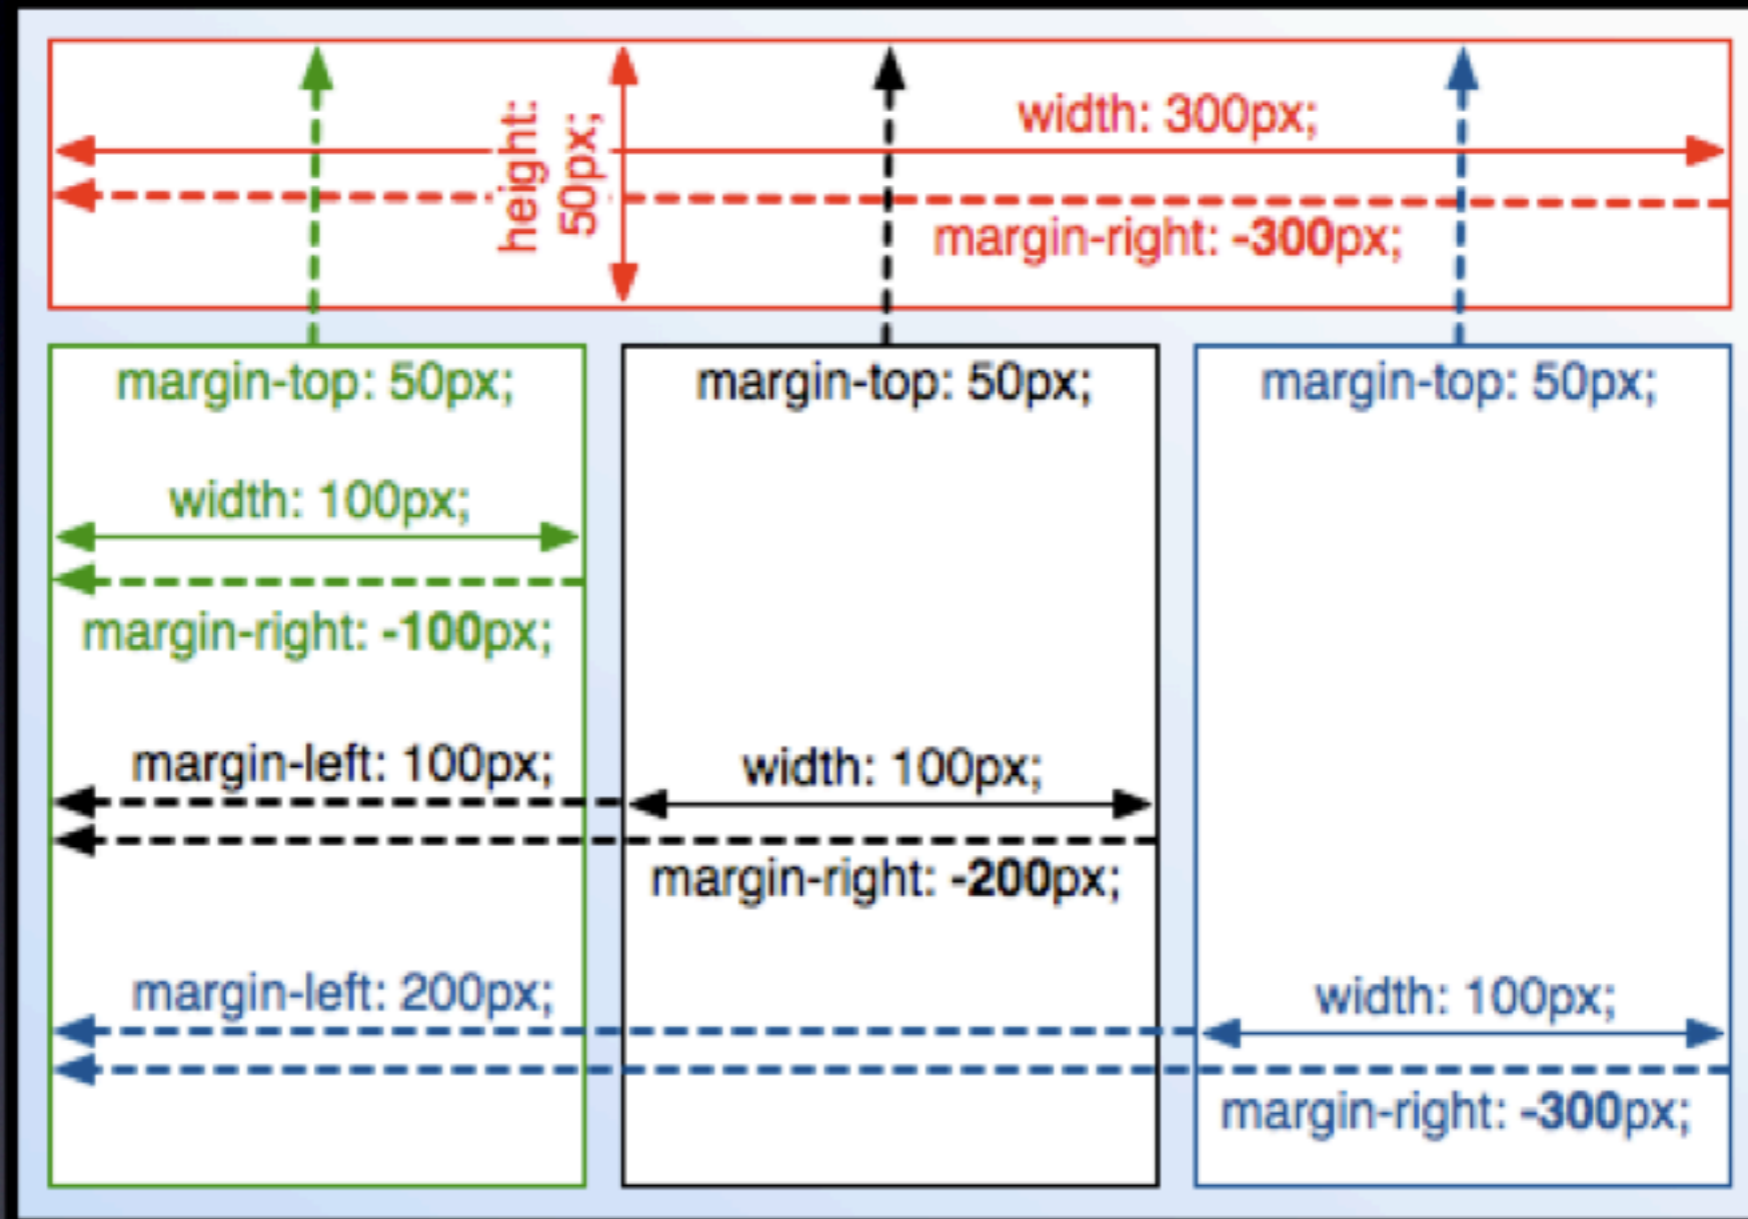 height:
50px;
width: 300px;
margin-right: -300px;
margin-top: 50px;
margin-top: 50px;
margin-top: 50px;
width: 100px;
margin-right: -100px;
margin-left: 100px;
width: 100px;
margin-right: -200px;
margin-left: 200px;
width: 100px;
margin-right: -300px;